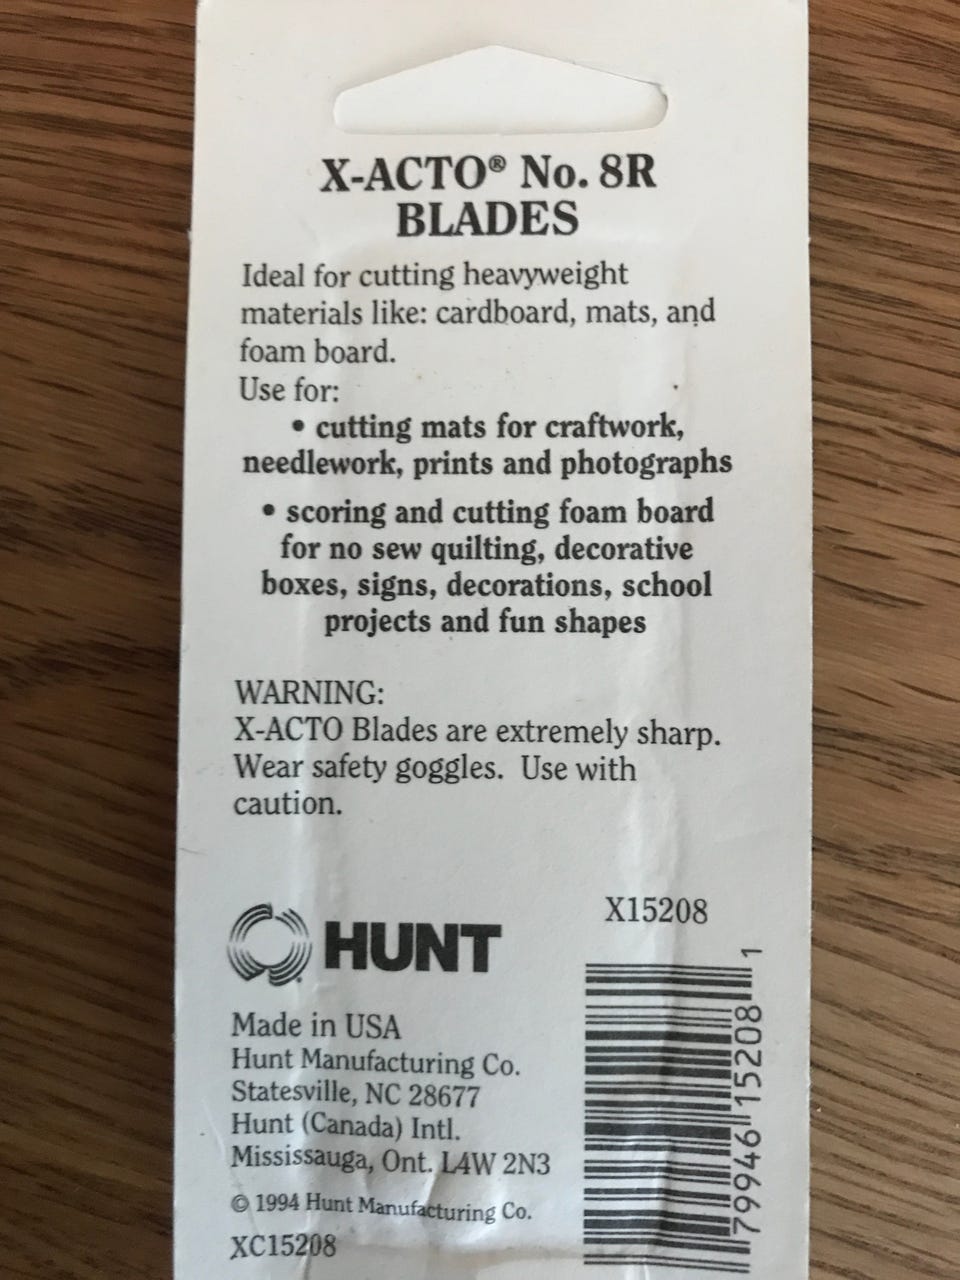 X-ACTO® No. 8R
BLADES
Ideal for cutting heavyweight
materials like: cardboard, mats, and
foam board.
Use for:
• cutting mats for craftwork,
needlework, prints and photographs
• scoring and cutting foam board
for no sew quilting, decorative
boxes, signs, decorations, school
projects and fun shapes
WARNING:
X-ACTO Blades are extremely sharp.
Wear safety goggles. Use with
caution.
HUNT
Made in USA
Hunt Manufacturing Co.
Statesville, NC 28677
Hunt (Canada) Intl.
Mississauga, Ont. L4W 2N3
© 1994 Hunt Manufacturing Co.
XC15208
X15208
7 79946 15208 1